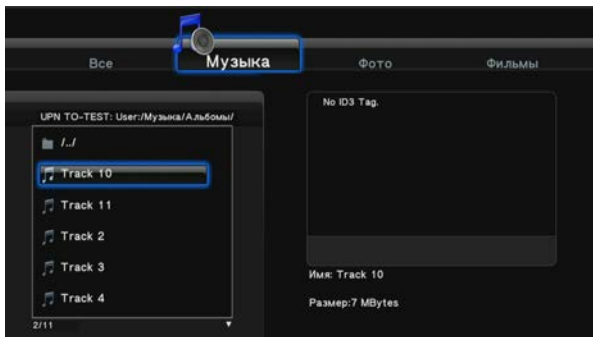 Все Музыка Фото Фильмы
UPN TO-TEST: User:/Музыка/Альбомы/
/../
Track 10
Track 11
Track 2
Track 3
Track 4
2/11
No ID3 Tag.
Имя: Track 10
Размер:7 MBytes